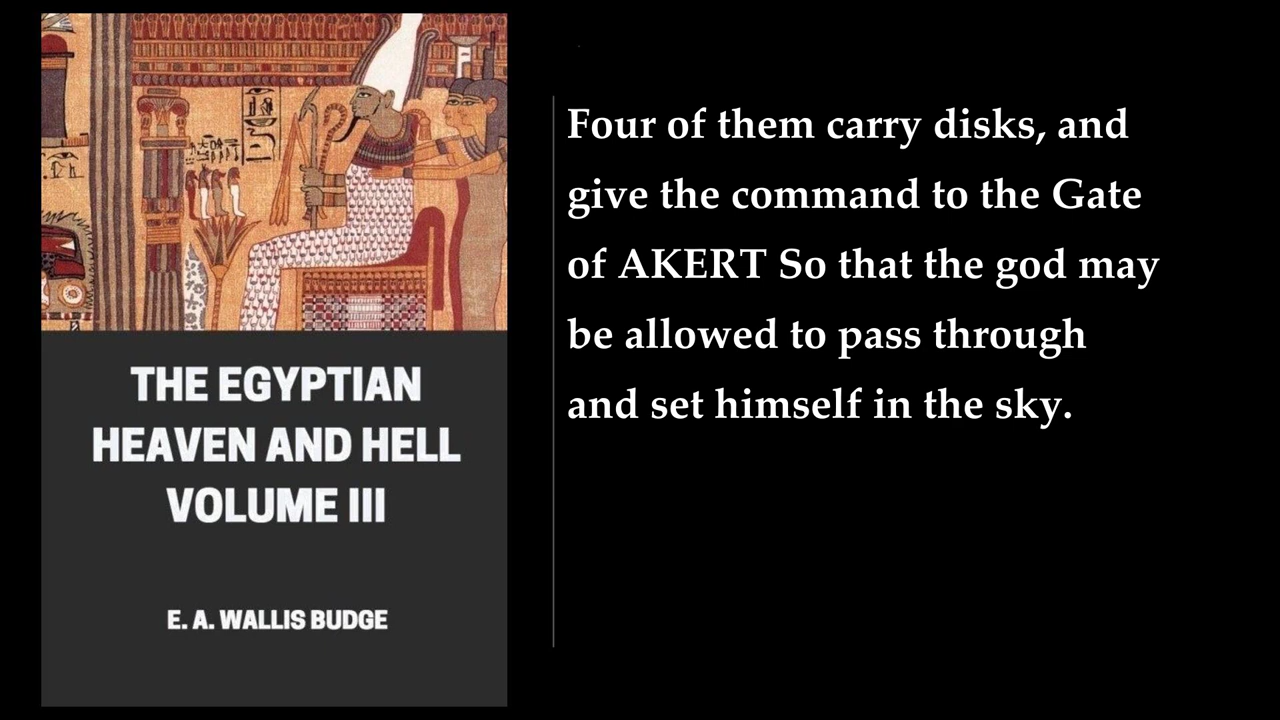 THE EGYPTIAN
HEAVEN AND HELL
VOLUME III
E. A. WALLIS BUDGE
Four of them carry disks, and
give the command to the Gate
of AKERT So that the god may
be allowed to pass through
and set himself in the sky.